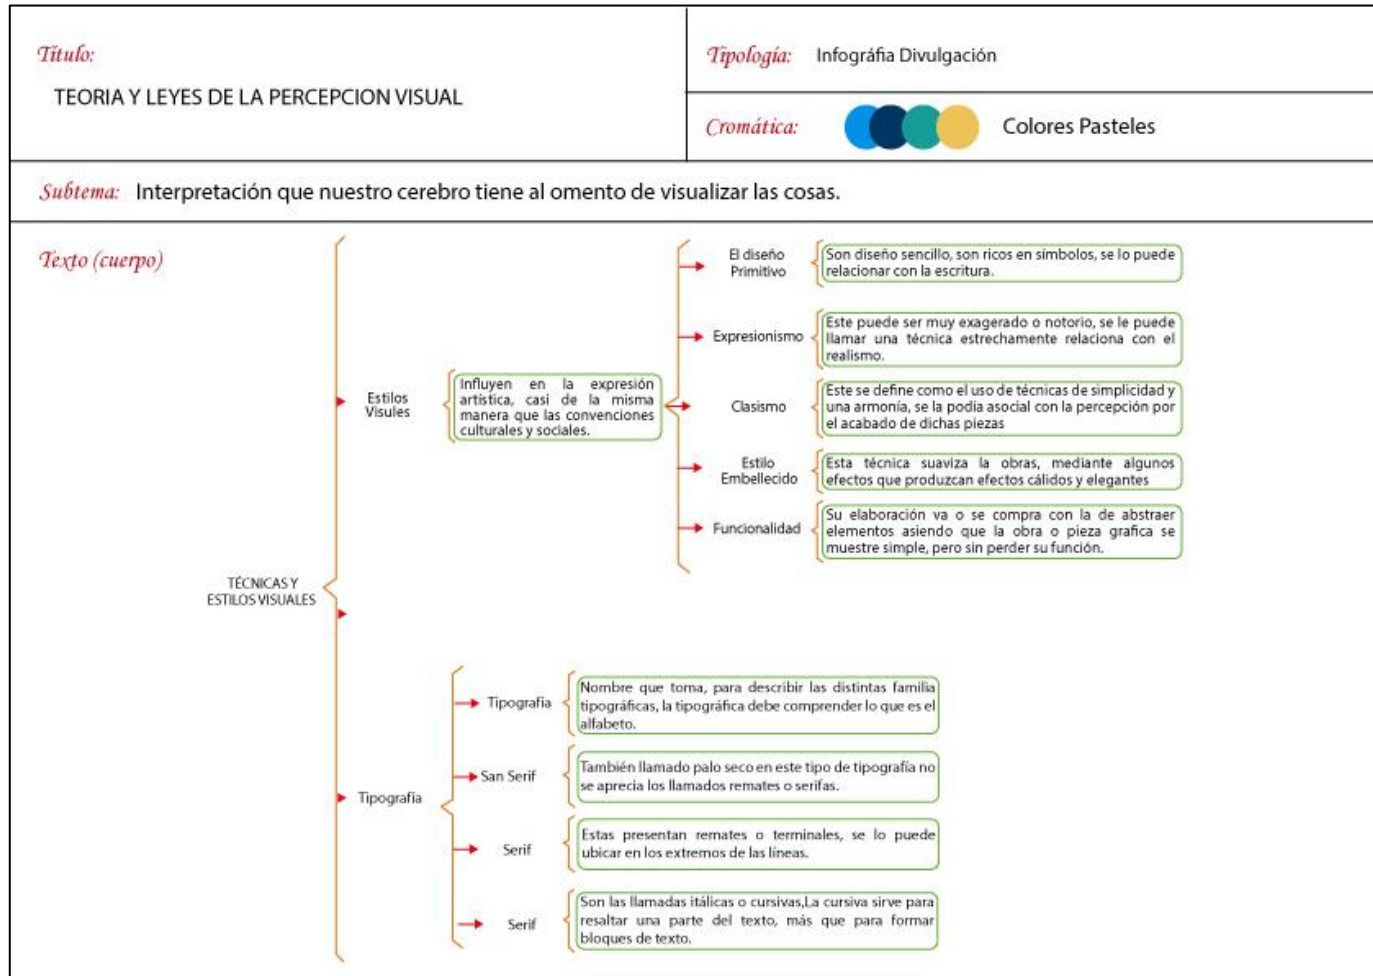 Título:
TEORIA Y LEYES DE LA PERCEPCION VISUAL
Tipología: Infográfia Divulgación
Cromática: Colores Pasteles
Subtema: Interpretación que nuestro cerebro tiene al omento de visualizar las cosas.
Texto (cuerpo)
TÉCNICAS Y
ESTILOS VISUALES
Estilos
Visules
Influyen en la expresión
artística, casi de la misma
manera que las convenciones
culturales y sociales.
El diseño
Primitivo
Son diseño sencillo, son ricos en símbolos, se lo puede
relacionar con la escritura.
Expresionismo
Este puede ser muy exagerado o notorio, se le puede
llamar una técnica estrechamente relaciona con el
realismo.
Clasismo
Este se define como el uso de técnicas de simplicidad y
una armonía, se la podia asocial con la percepción por
el acabado de dichas piezas
Estilo
Embellecido
Esta técnica suaviza la obras, mediante algunos
efectos que produzcan efectos cálidos y elegantes
Funcionalidad
Su elaboración va o se compra con la de abstraer
elementos asiendo que la obra o pieza grafica se
muestre simple, pero sin perder su función.
Tipografía
Tipografía
Nombre que toma, para describir las distintas familia
tipográficas, la tipográfica debe comprender lo que es el
alfabeto.
San Serif
También llamado palo seco en este tipo de tipografía no
se aprecia los llamados remates o serifas.
Serif
Estas presentan remates o terminales, se lo puede
ubicar en los extremos de las líneas.
Serif
Son las llamadas itálicas o cursivas,La cursiva sirve para
resaltar una parte del texto, más que para formar
bloques de texto.